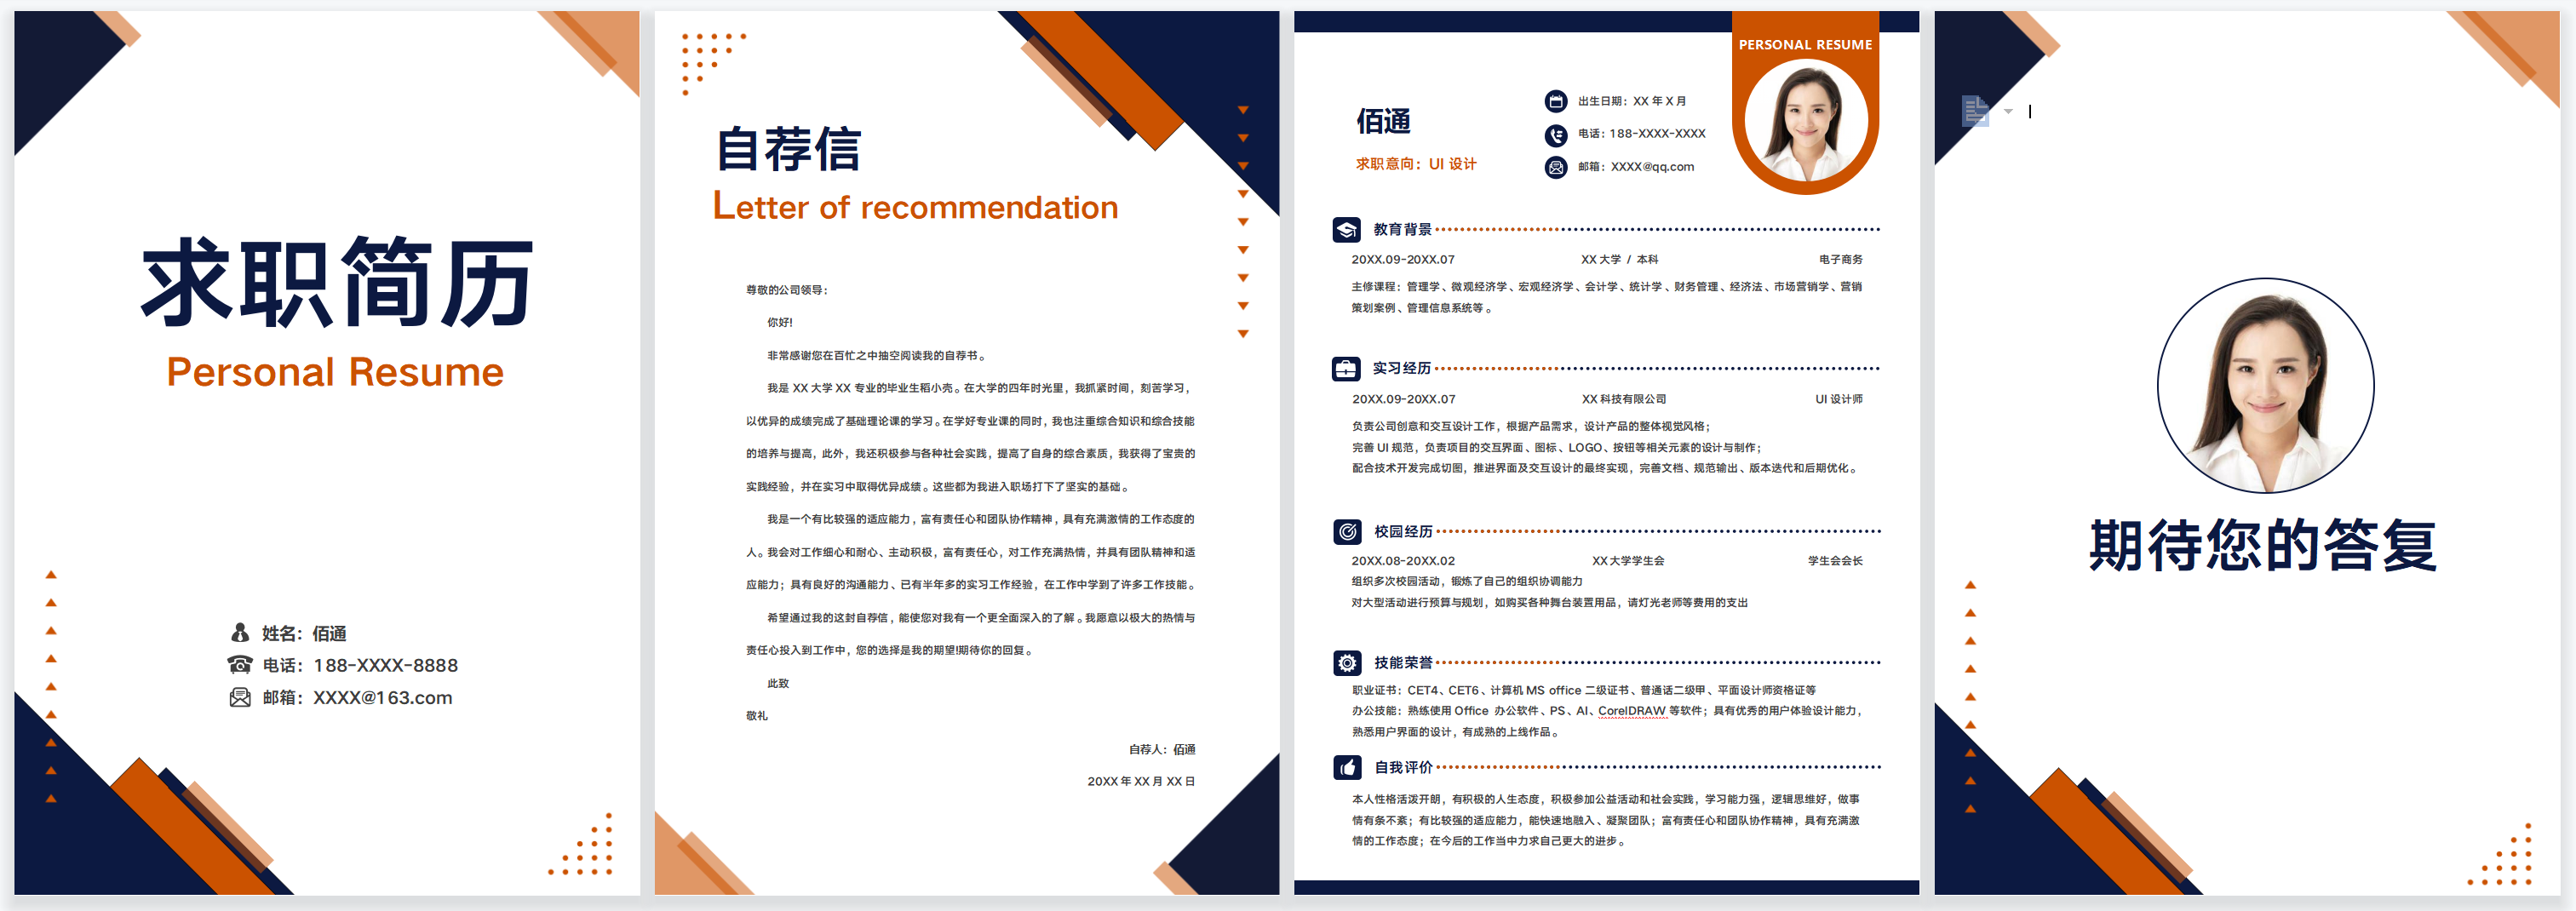 求职简历
Personal Resume
姓名：佰通
电话：188-XXXX-8888
邮箱：XXXX@163.com
自荐信
Letter of recommendation
尊敬的公司领导：
你好!
非常感谢您在百忙之中抽空阅读我的自荐书。
我是 XX 大学 XX 专业的毕业生稻小亮。在大学的四年时光里，我抓紧时间，刻苦学习，
以优异的成绩完成了基础理论课的学习。在学好专业课的同时，我也注重综合知识和综合技能
的培养与提高，此外，我还积极参与各种社会实践，提高了自身的综合素质，我获得了宝贵的
实践经验，并在实习中取得优异成绩。这些都为我进入职场打下了坚实的基础。
我是一个有比较强的适应能力，富有责任心和团队协作精神，具有充满激情的工作态度的
人。我会对工作细心和耐心、主动积极，富有责任心，对工作充满热情，并具有团队精神和适
应能力；具有良好的沟通能力、已有半年多的实习工作经验，在工作中学到了许多工作技能。
希望通过我的这封自荐信，能使您对我有一个更全面深入的了解。我愿意以极大的热情与
责任心投入到工作中，您的选择是我的期望!期待你的回复。
此致
敬礼
自荐人：佰通
20XX 年 XX 月 XX 日
PERSONAL RESUME
佰通
求职意向：UI 设计
出生日期：XX 年 X 月
电话：188-XXXX-XXXX
邮箱：XXXX@qq.com
教育背景
20XX.09-20XX.07 XX 大学 / 本科 电子商务
主修课程：管理学、微观经济学、宏观经济学、会计学、统计学、财务管理、经济法、市场营销学、营销
策划案例、管理信息系统等。
实习经历
20XX.09-20XX.07 XX 科技有限公司 UI 设计师
负责公司创意和交互设计工作，根据产品需求，设计产品的整体视觉风格；
完善 UI 规范，负责项目的交互界面、图标、LOGO、按钮等相关元素的设计与制作；
配合技术开发完成切图，推进界面及交互设计的最终实现，完善文档、规范输出、版本迭代和后期优化。
校园经历
20XX.08-20XX.02 XX 大学学生会 学生会会长
组织多次校园活动，锻炼了自己的组织协调能力
对大型活动进行预算与规划，如购买各种舞台装置用品，请灯光老师等费用的支出
技能荣誉
职业证书：CET4、CET6、计算机 MS office 二级证书、普通话二级甲、平面设计师资格证等
办公技能：熟练使用 Office 办公软件、PS、AI、CorelDRAW 等软件；具有优秀的用户体验设计能力，
熟悉用户界面的设计，有成熟的上线作品。
自我评价
本人性格活泼开朗，有积极的人生态度，积极参加公益活动和社会实践，学习能力强，逻辑思维好，做事
情有条不紊；有比较强的适应能力，能快速地融入、凝聚团队；富有责任心和团队协作精神，具有充满激
情的工作态度；在今后的工作当中力求自己更大的进步。
期待您的答复